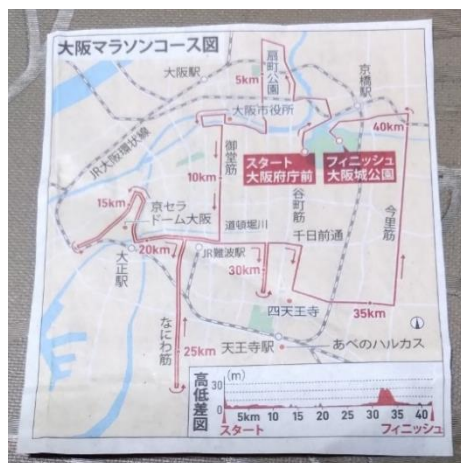 大阪マラソンコース図
大阪駅
扇町公園
5km
京橋駅
大阪市役所
40km
JR大阪環状線
御堂筋
スタート
大阪府庁前
フィニッシュ
大阪城公園
10km
谷町筋
今里筋
15km
京セラ
ドーム大阪
道頓堀川
千日前通
20km
大正駅
JR難波駅
30km
四天王寺
35km
なにわ筋
25km
天王寺駅
あべのハルカス
高低差図
(m)
30
0
5km 10 15 20 25 30 35 40
スタート
フィニッシュ